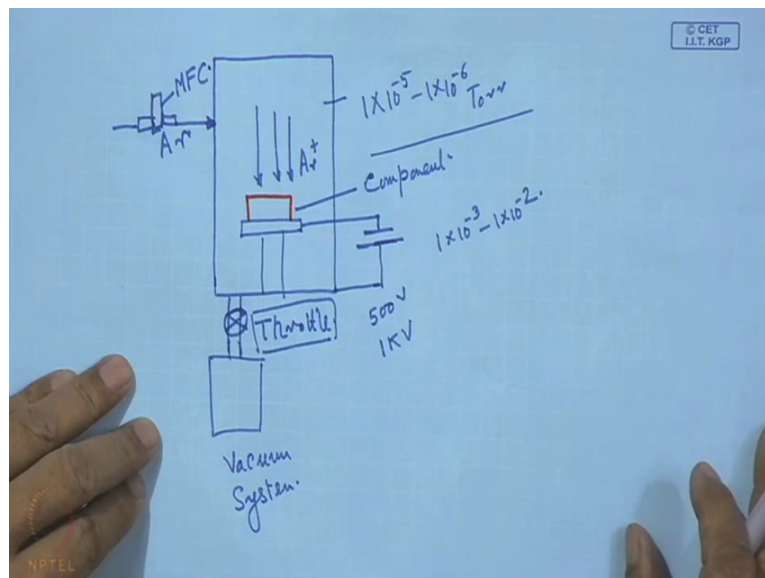 © CET
I.I.T. KGP
MFC.
Ar
1×10⁻⁵ – 1×10⁻⁶
Torr
Ar⁺
Component.
1×10⁻³ – 1×10⁻².
500V
1KV
Throttle
Vacuum
System.
NPTEL